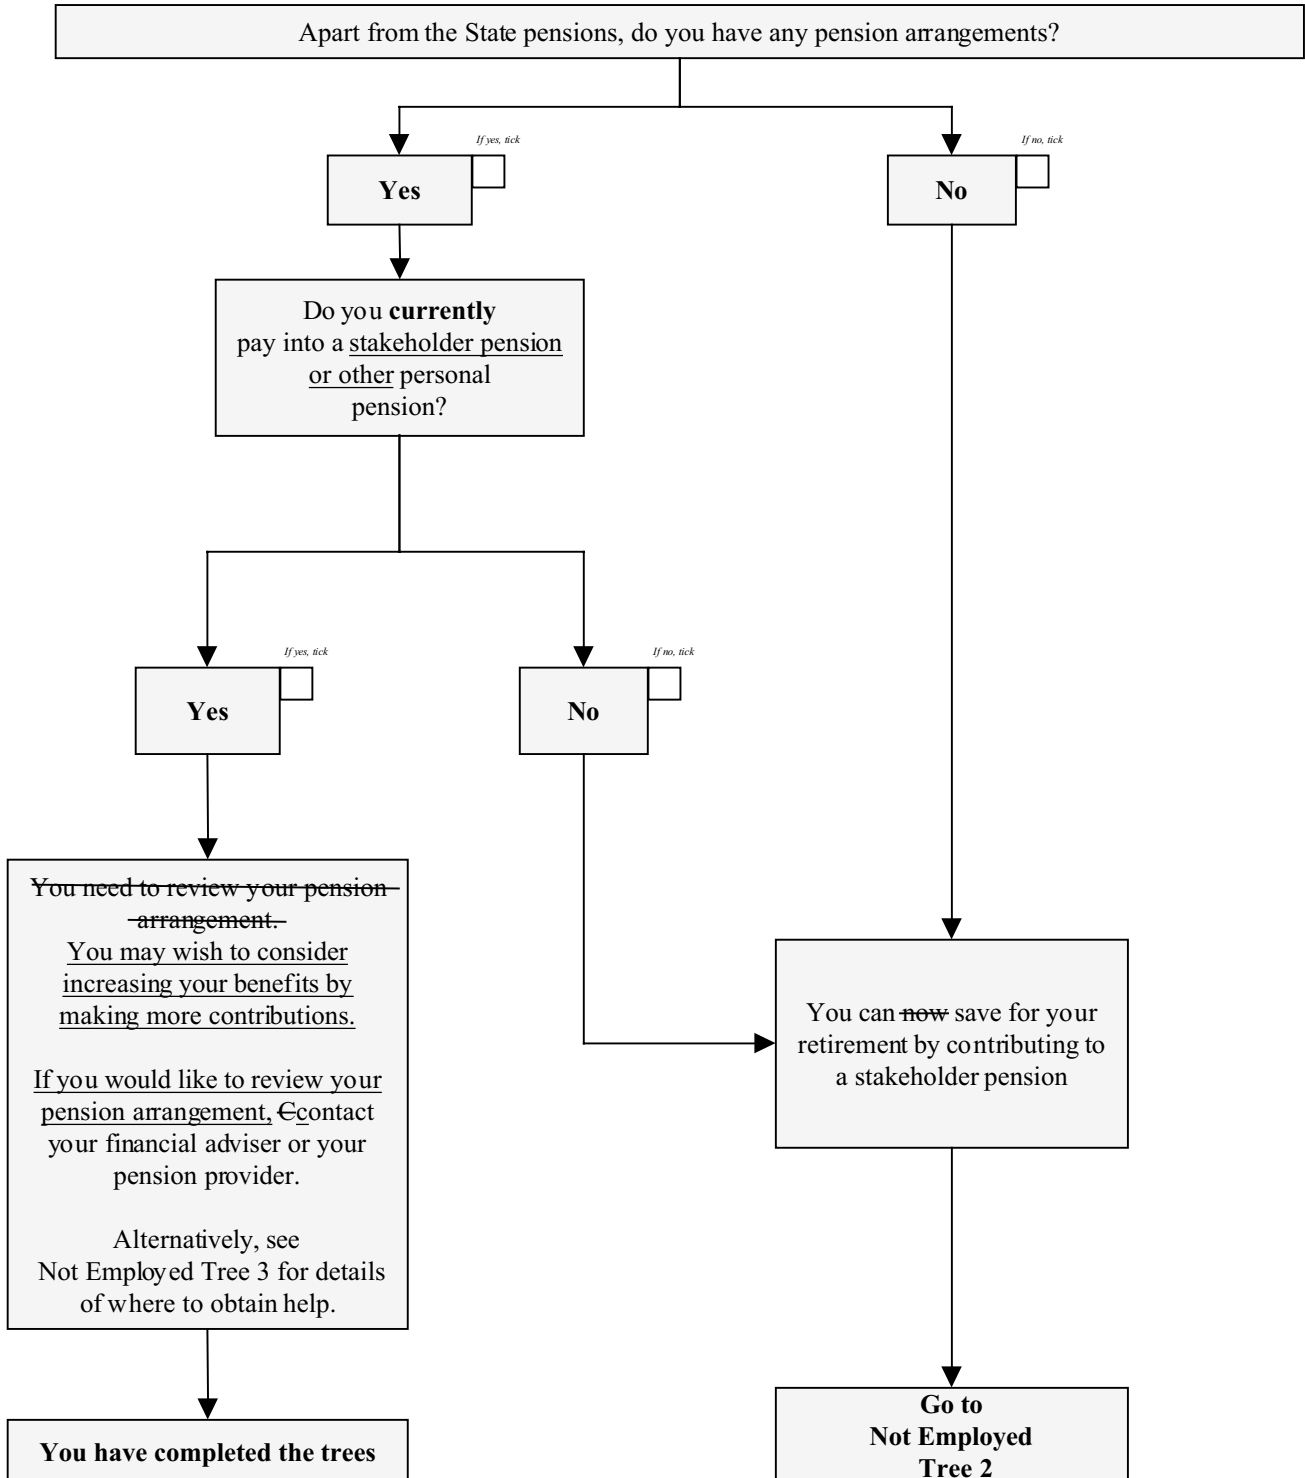 Apart from the State pensions, do you have any pension arrangements?
If yes, tick
If no, tick
Yes
No
Do you currently
pay into a stakeholder pension
or other personal
pension?
If yes, tick
If no, tick
Yes
No
You need to review your pension
arrangement.
You may wish to consider
increasing your benefits by
making more contributions.
If you would like to review your
pension arrangement, Ccontact
your financial adviser or your
pension provider.
Alternatively, see
Not Employed Tree 3 for details
of where to obtain help.
You can now save for your
retirement by contributing to
a stakeholder pension
You have completed the trees
Go to
Not Employed
Tree 2